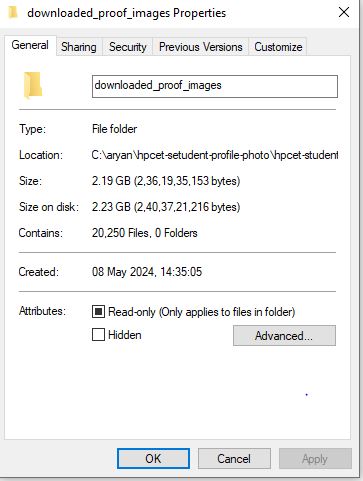 downloaded_proof_images Properties
General Sharing Security Previous Versions Customize
downloaded_proof_images
Type: File folder
Location: C:\aryan\hpcet-setudent-profile-photo\hpcet-student
Size: 2.19 GB (2,36,19,35,153 bytes)
Size on disk: 2.23 GB (2,40,37,21,216 bytes)
Contains: 20,250 Files, 0 Folders
Created: 08 May 2024, 14:35:05
Attributes: Read-only (Only applies to files in folder)
Hidden Advanced...
OK Cancel Apply